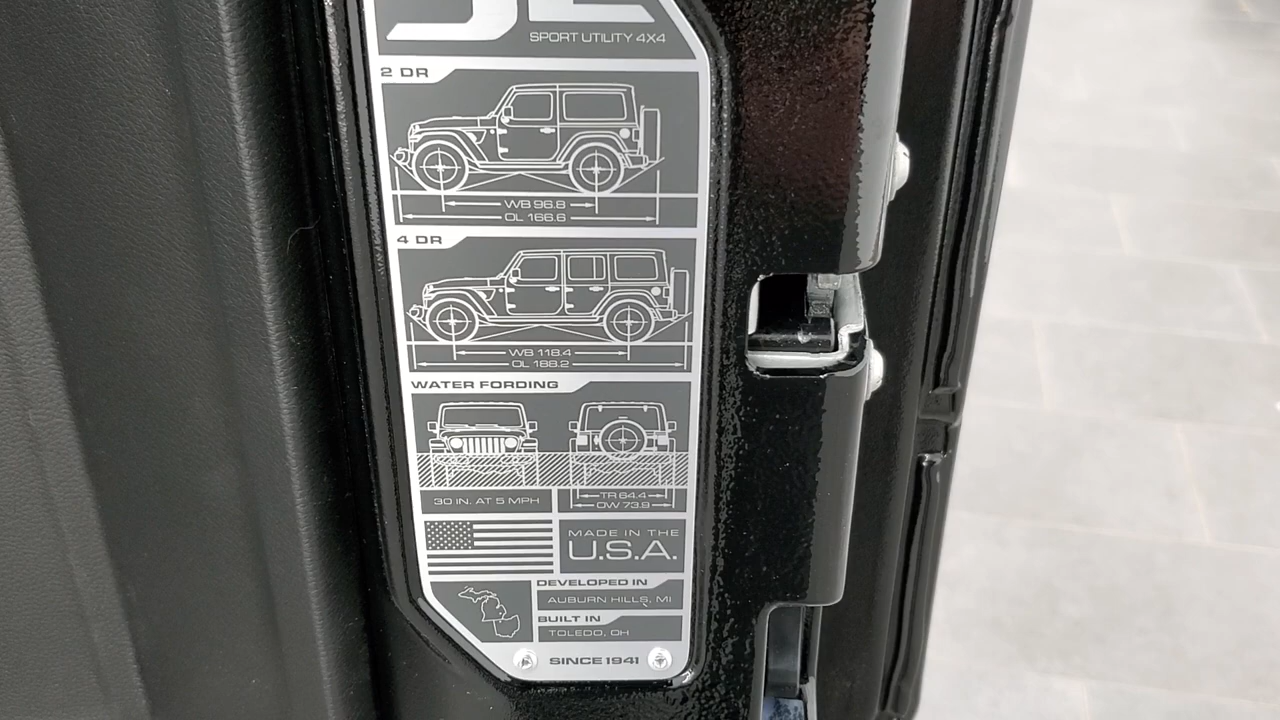 JL
SPORT UTILITY 4X4
2 DR
WB 96.8
OL 166.6
4 DR
WB 118.4
OL 188.2
WATER FORDING
30 IN. AT 5 MPH
TR 64.4
OW 73.9
MADE IN THE
U.S.A.
DEVELOPED IN
AUBURN HILLS, MI
BUILT IN
TOLEDO, OH
SINCE 1941